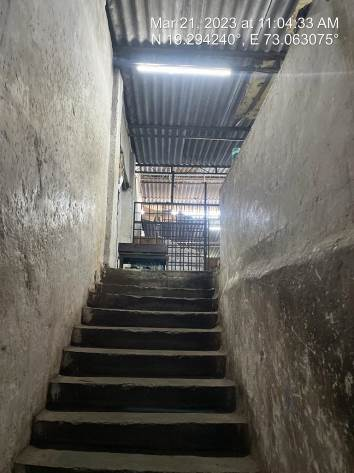 Mar 21, 2023 at 11:04:33 AM
N 19.294240°, E 73.063075°